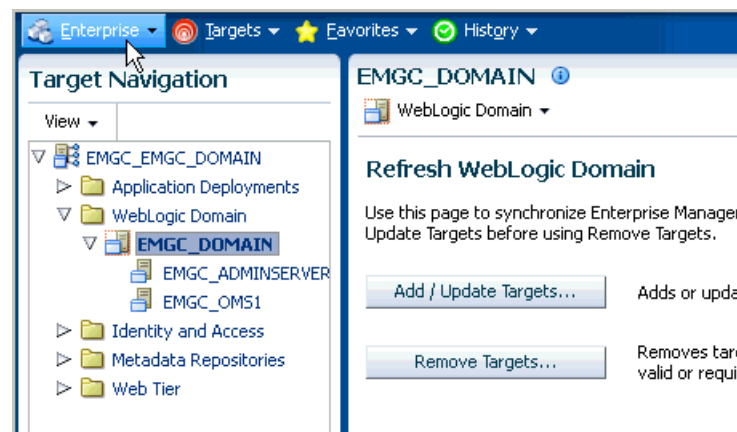 Enterprise Targets Favorites History
Target Navigation
View
EMGC_EMGC_DOMAIN
Application Deployments
WebLogic Domain
EMGC_DOMAIN
EMGC_ADMINSERVER
EMGC_OMS1
Identity and Access
Metadata Repositories
Web Tier
EMGC_DOMAIN
WebLogic Domain
Refresh WebLogic Domain
Use this page to synchronize Enterprise Manager
Update Targets before using Remove Targets.
Add / Update Targets... Adds or upda
Remove Targets... Removes tar
valid or requi